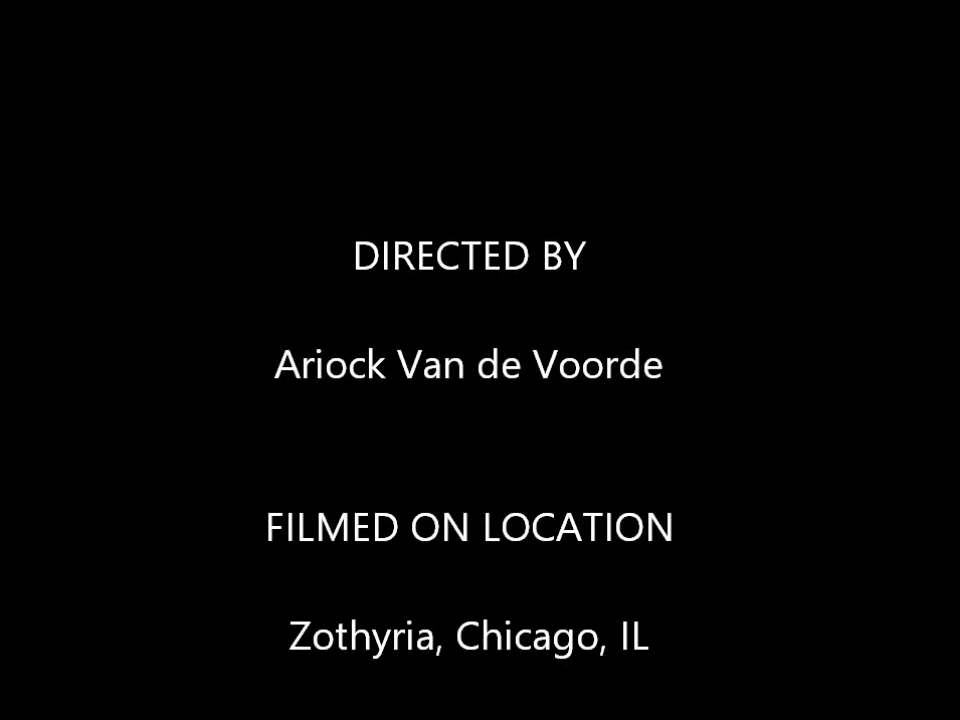 DIRECTED BY
Ariock Van de Voorde
FILMED ON LOCATION
Zothyria, Chicago, IL